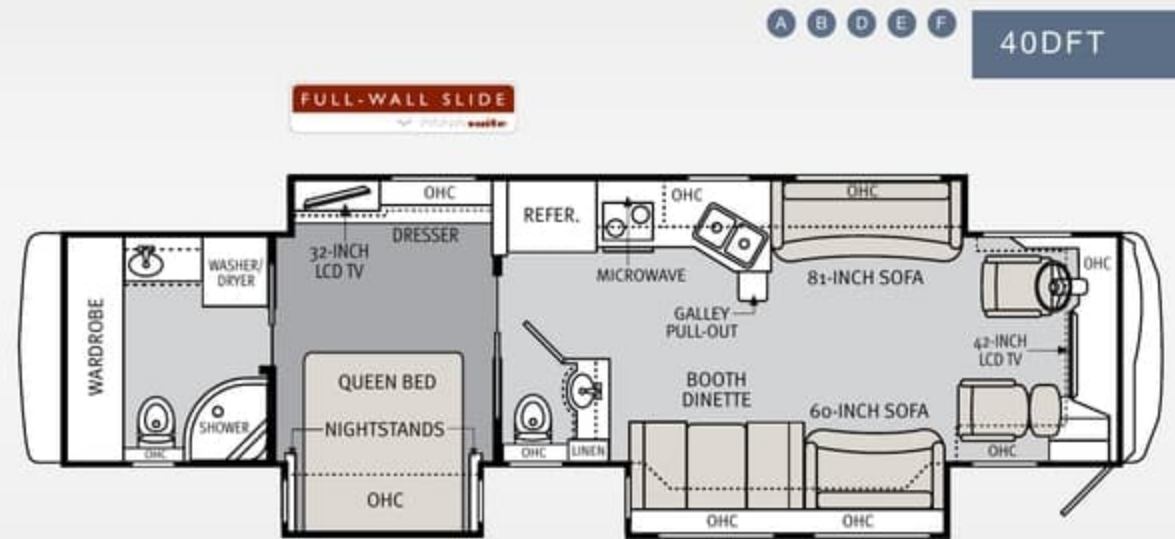 A B D E F
40DFT
FULL-WALL SLIDE
suite
OHC
OHC
OHC
REFER.
DRESSER
32-INCH
LCD TV
MICROWAVE
81-INCH SOFA
WASHER/
DRYER
OHC
GALLEY
PULL-OUT
WARDROBE
42-INCH
LCD TV
QUEEN BED
BOOTH
DINETTE
60-INCH SOFA
SHOWER
NIGHTSTANDS
OHC
OHC
LINEN
OHC
OHC
OHC
OHC